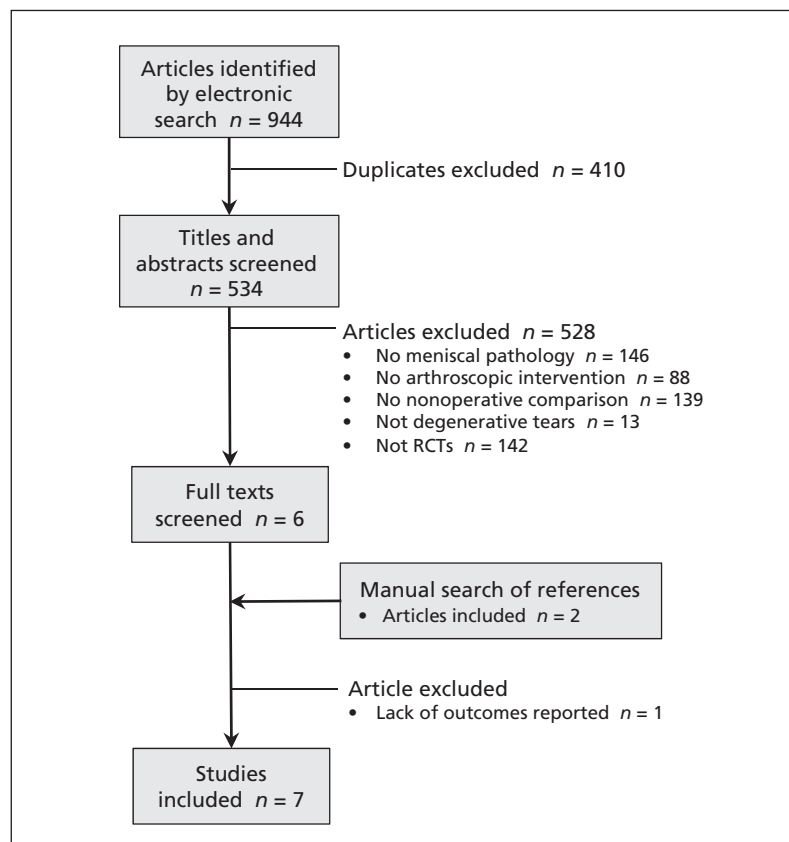 Articles identified
by electronic
search n = 944
Duplicates excluded n = 410
Titles and
abstracts screened
n = 534
Articles excluded n = 528
• No meniscal pathology n = 146
• No arthroscopic intervention n = 88
• No nonoperative comparison n = 139
• Not degenerative tears n = 13
• Not RCTs n = 142
Full texts
screened n = 6
Manual search of references
• Articles included n = 2
Article excluded
• Lack of outcomes reported n = 1
Studies
included n = 7